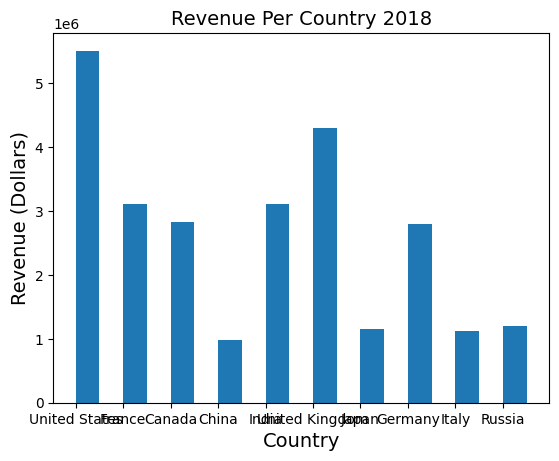 Revenue Per Country 2018
1e6
Revenue (Dollars)
5
4
3
2
1
0
United States France Canada China India United Kingdom Japan Germany Italy Russia
Country